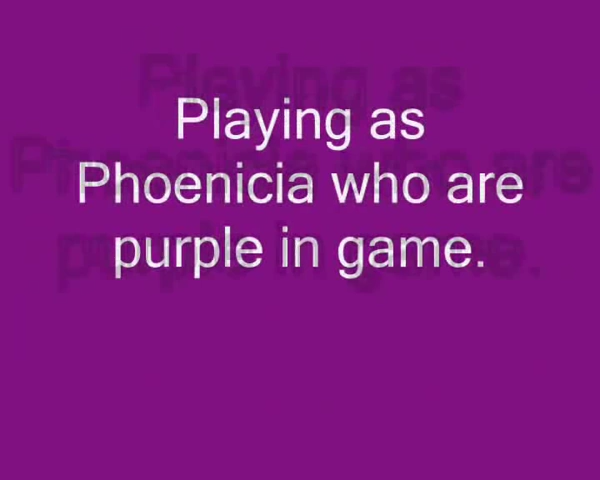 Playing as
Phoenicia who are
purple in game.